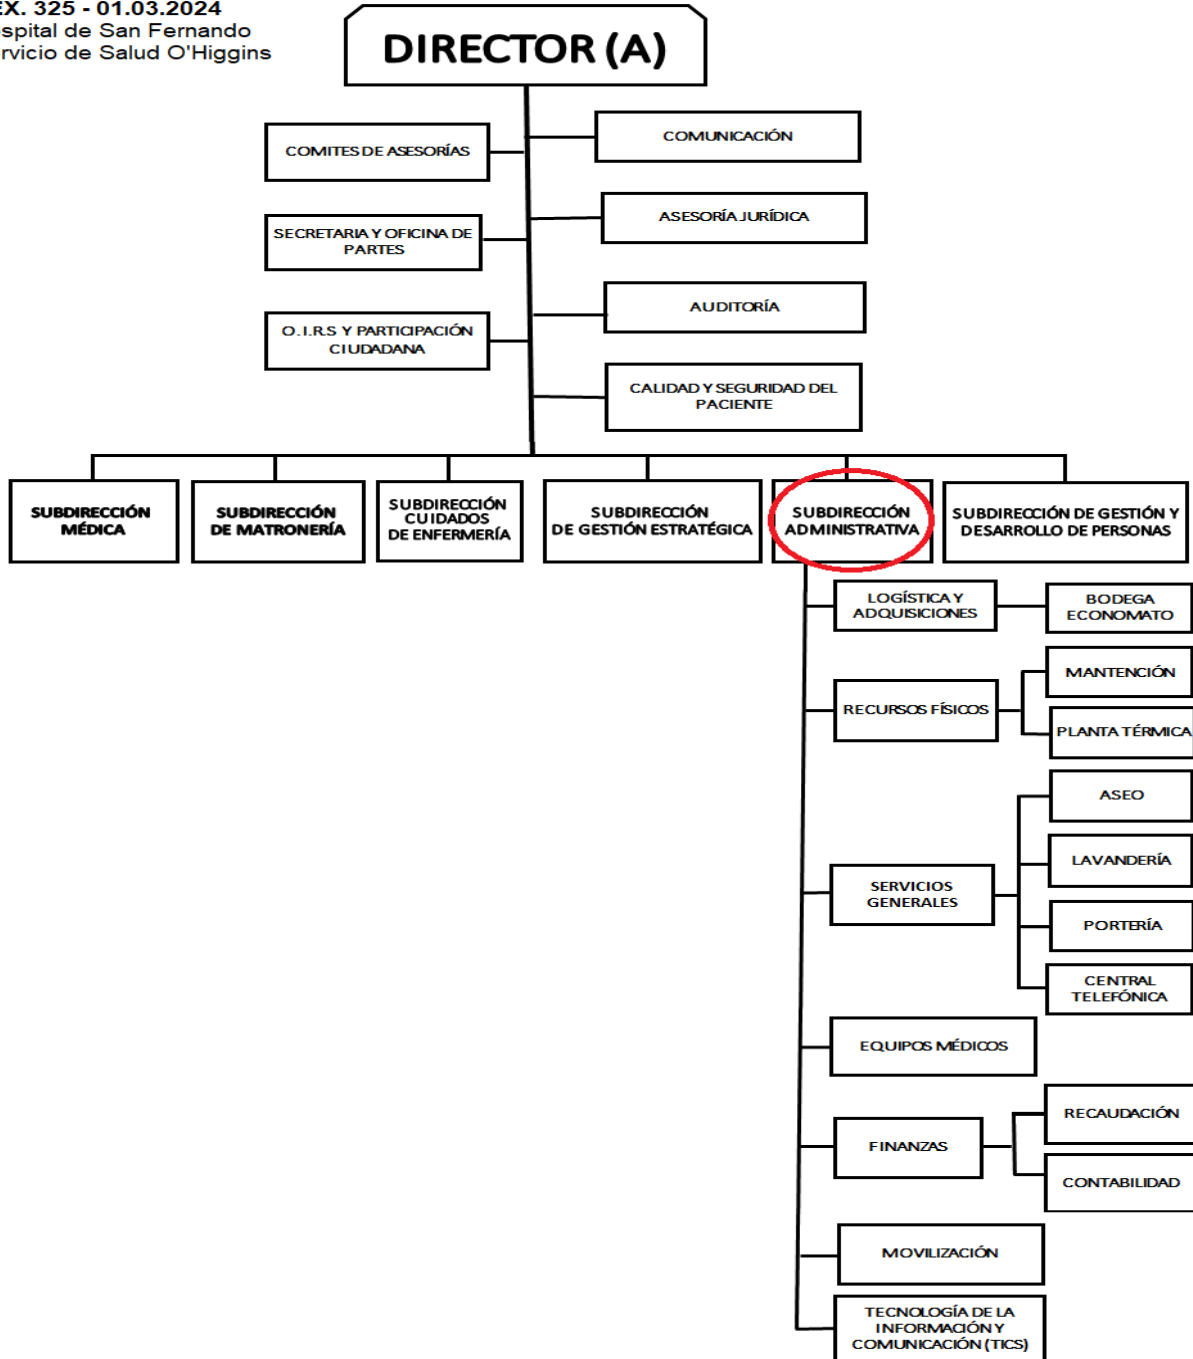 EX. 325 - 01.03.2024
spital de San Fernando
rvicio de Salud O'Higgins
DIRECTOR (A)
COMITES DE ASESORÍAS
COMUNICACIÓN
SECRETARIA Y OFICINA DE
PARTES
ASESORÍA JURÍDICA
O.I.R.S Y PARTICIPACIÓN
CIUDADANA
AUDITORÍA
CALIDAD Y SEGURIDAD DEL
PACIENTE
SUBDIRECCIÓN
MÉDICA
SUBDIRECCIÓN
DE MATRONERÍA
SUBDIRECCIÓN
CUIDADOS
DE ENFERMERÍA
SUBDIRECCIÓN
DE GESTIÓN ESTRATÉGICA
SUBDIRECCIÓN
ADMINISTRATIVA
SUBDIRECCIÓN DE GESTIÓN Y
DESARROLLO DE PERSONAS
LOGÍSTICA Y
ADQUISICIONES
BODEGA
ECONOMATO
RECURSOS FÍSICOS
MANTENCIÓN
PLANTA TÉRMICA
SERVICIOS
GENERALES
ASEO
LAVANDERÍA
PORTERÍA
CENTRAL
TELEFÓNICA
EQUIPOS MÉDICOS
FINANZAS
RECAUDACIÓN
CONTABILIDAD
MOVILIZACIÓN
TECNOLOGÍA DE LA
INFORMACIÓN Y
COMUNICACIÓN (TICS)